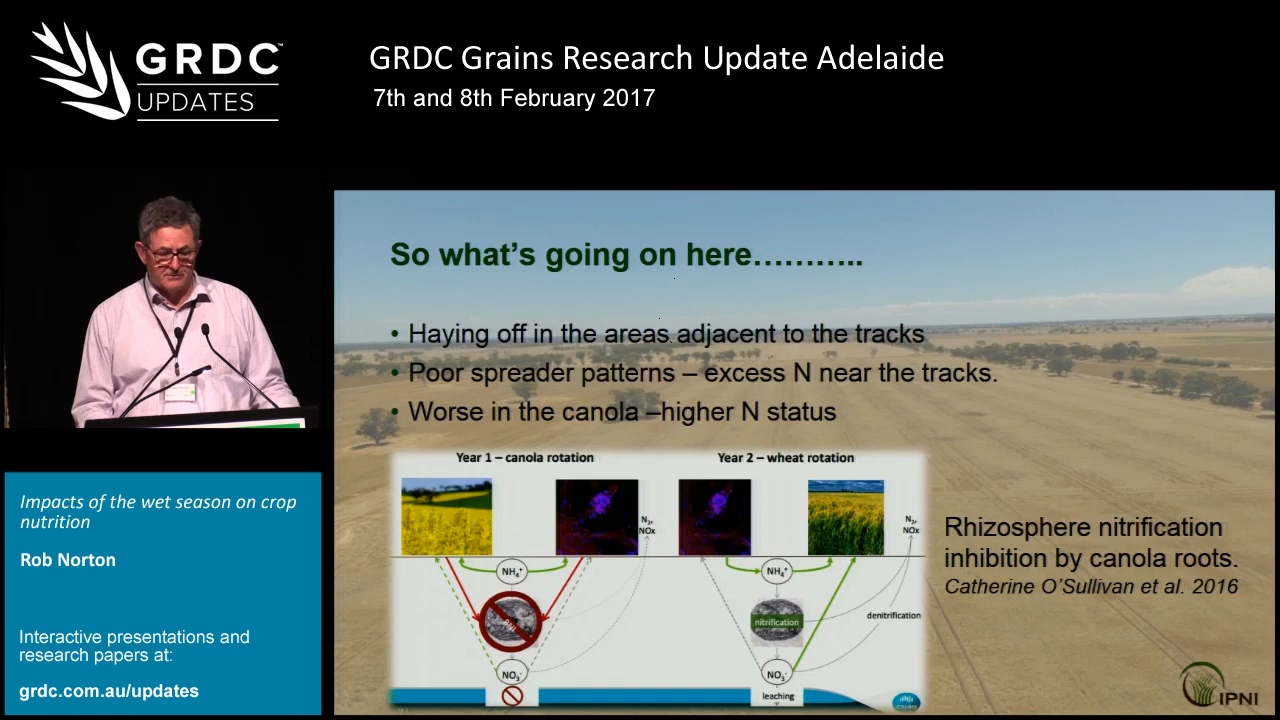 GRDC™
UPDATES
GRDC Grains Research Update Adelaide
7th and 8th February 2017
So what's going on here………..
• Haying off in the areas adjacent to the tracks
• Poor spreader patterns – excess N near the tracks.
• Worse in the canola –higher N status
Year 1 – canola rotation
Year 2 – wheat rotation
N₂,
NOx
N₂,
NOx
NH₄⁺
NH₄⁺
BNI
nitrification
denitrification
NO₃⁻
NO₃⁻
leaching
Rhizosphere nitrification
inhibition by canola roots.
Catherine O'Sullivan et al. 2016
IPNI
Impacts of the wet season on crop
nutrition
Rob Norton
Interactive presentations and
research papers at:
grdc.com.au/updates